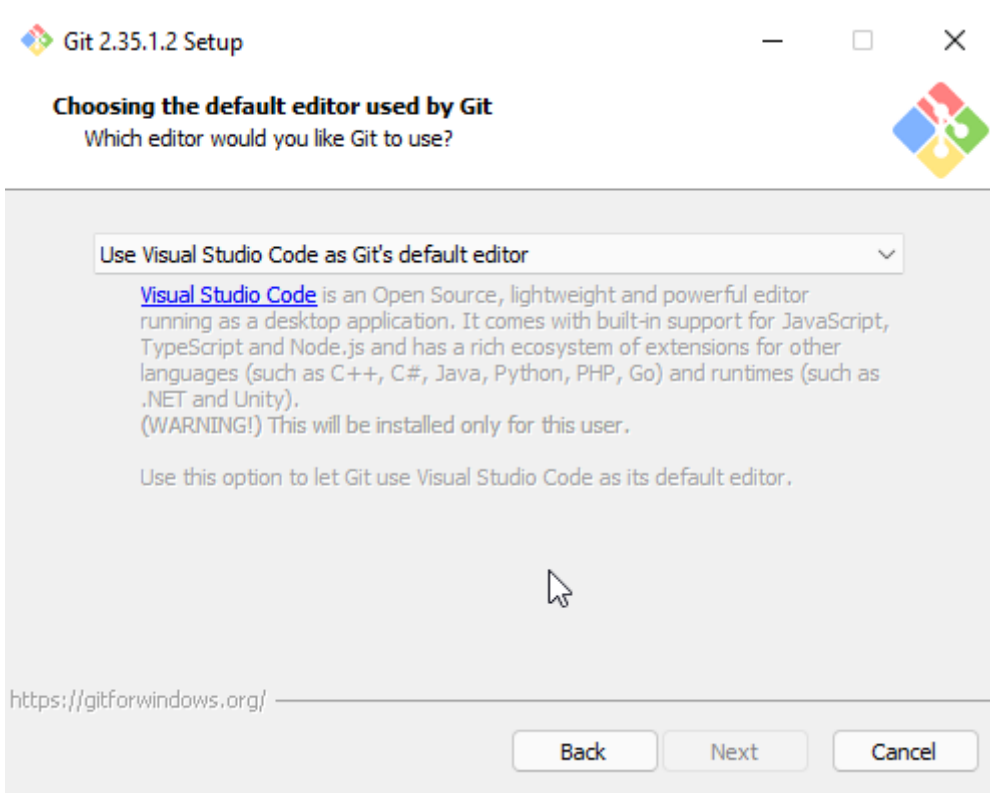 Git 2.35.1.2 Setup
Choosing the default editor used by Git
Which editor would you like Git to use?
Use Visual Studio Code as Git's default editor
Visual Studio Code is an Open Source, lightweight and powerful editor
running as a desktop application. It comes with built-in support for JavaScript,
TypeScript and Node.js and has a rich ecosystem of extensions for other
languages (such as C++, C#, Java, Python, PHP, Go) and runtimes (such as
.NET and Unity).
(WARNING!) This will be installed only for this user.
Use this option to let Git use Visual Studio Code as its default editor.
https://gitforwindows.org/
Back Next Cancel